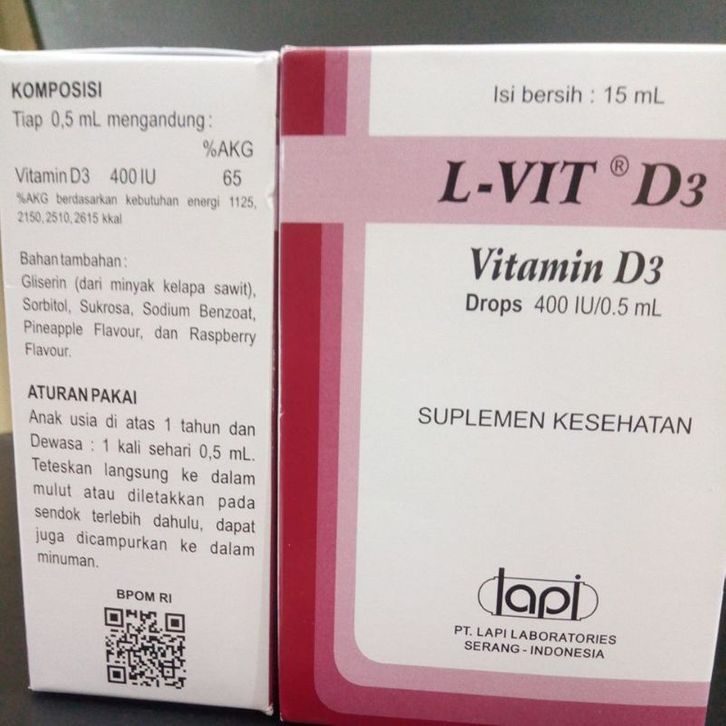 KOMPOSISI
Tiap 0,5 mL mengandung :
%AKG
Vitamin D3 400 IU 65
%AKG berdasarkan kebutuhan energi 1125,
2150,2510,2615 kkal
Bahan tambahan :
Gliserin (dari minyak kelapa sawit),
Sorbitol, Sukrosa, Sodium Benzoat,
Pineapple Flavour, dan Raspberry
Flavour.
ATURAN PAKAI
Anak usia di atas 1 tahun dan
Dewasa : 1 kali sehari 0,5 mL.
Teteskan langsung ke dalam
mulut atau diletakkan pada
sendok terlebih dahulu, dapat
juga dicampurkan ke dalam
minuman.
BPOM RI
Isi bersih : 15 mL
L-VIT ® D3
Vitamin D3
Drops 400 IU/0.5 mL
SUPLEMEN KESEHATAN
lapi
PT. LAPI LABORATORIES
SERANG - INDONESIA